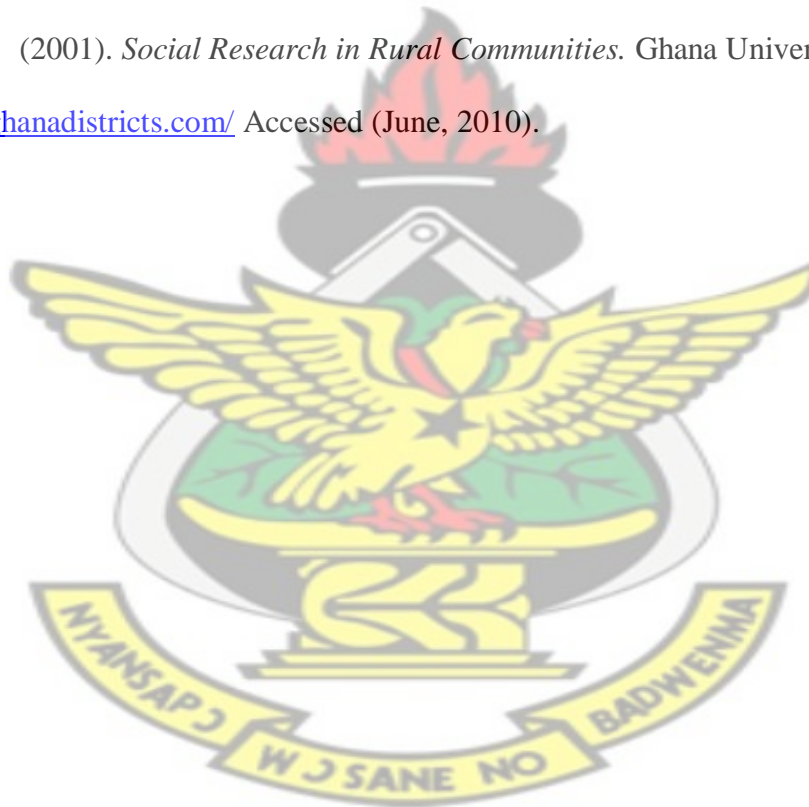 (2001). Social Research in Rural Communities. Ghana Univer
hanadistricts.com/ Accessed (June, 2010).
NYANSAPƆ WƆSANE NO BADWENMA